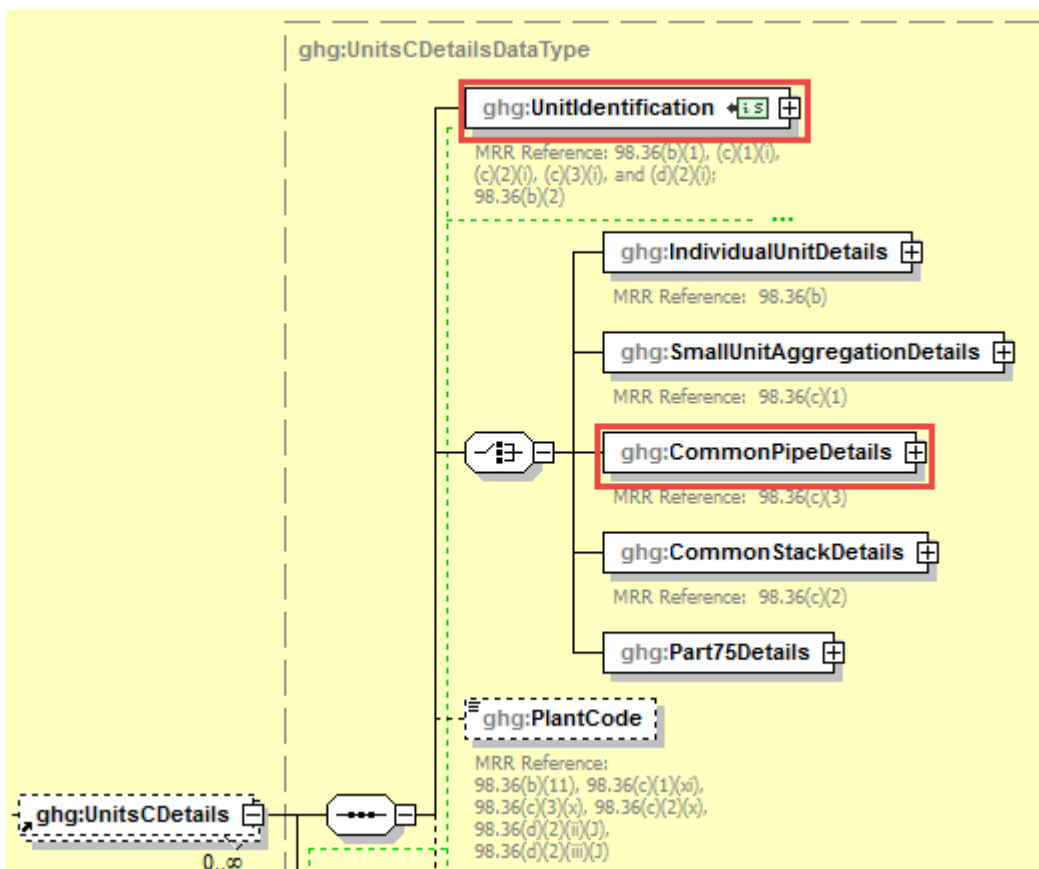 ghg:UnitsCDetailsDataType
ghg:UnitIdentification is
MRR Reference: 98.36(b)(1), (c)(1)(i),
(c)(2)(i), (c)(3)(i), and (d)(2)(i);
98.36(b)(2)
ghg:IndividualUnitDetails
MRR Reference: 98.36(b)
ghg:SmallUnitAggregationDetails
MRR Reference: 98.36(c)(1)
ghg:CommonPipeDetails
MRR Reference: 98.36(c)(3)
ghg:CommonStackDetails
MRR Reference: 98.36(c)(2)
ghg:Part75Details
ghg:PlantCode
MRR Reference:
98.36(b)(11), 98.36(c)(1)(xi),
98.36(c)(3)(x), 98.36(c)(2)(x),
98.36(d)(2)(ii)(J),
98.36(d)(2)(iii)(J)
ghg:UnitsCDetails
0..∞